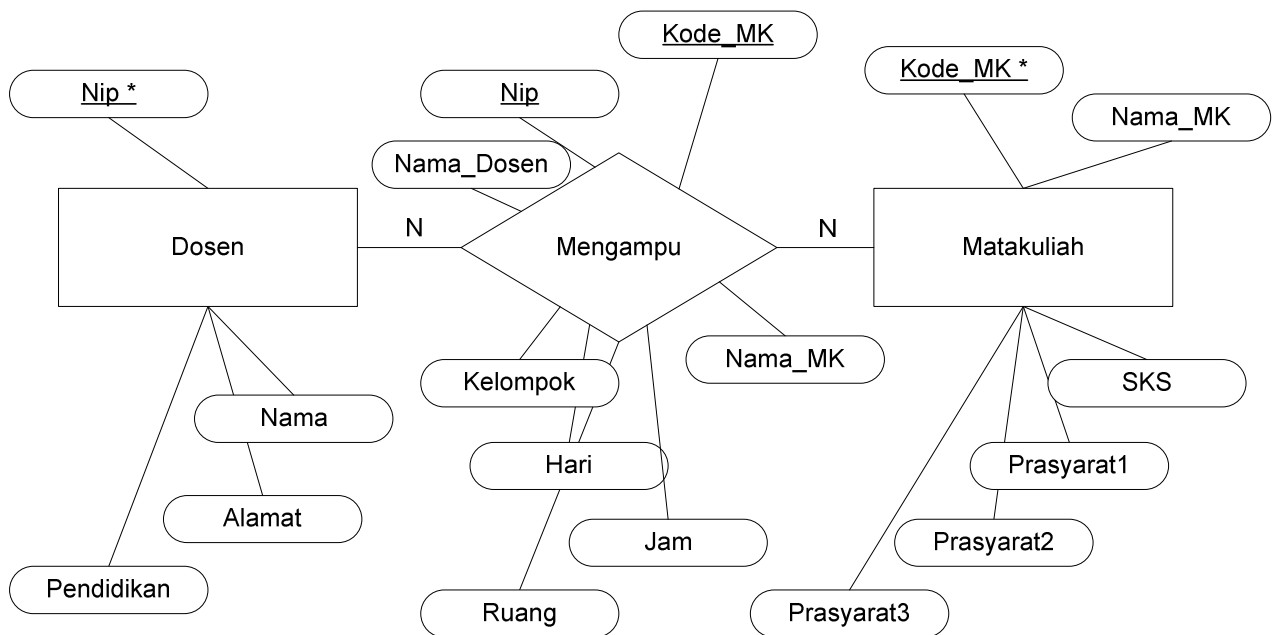 Kode_MK
Kode_MK *
Nip *
Nip
Nama_MK
Nama_Dosen
N
N
Dosen
Mengampu
Matakuliah
Nama_MK
Kelompok
SKS
Nama
Hari
Prasyarat1
Alamat
Jam
Prasyarat2
Pendidikan
Ruang
Prasyarat3